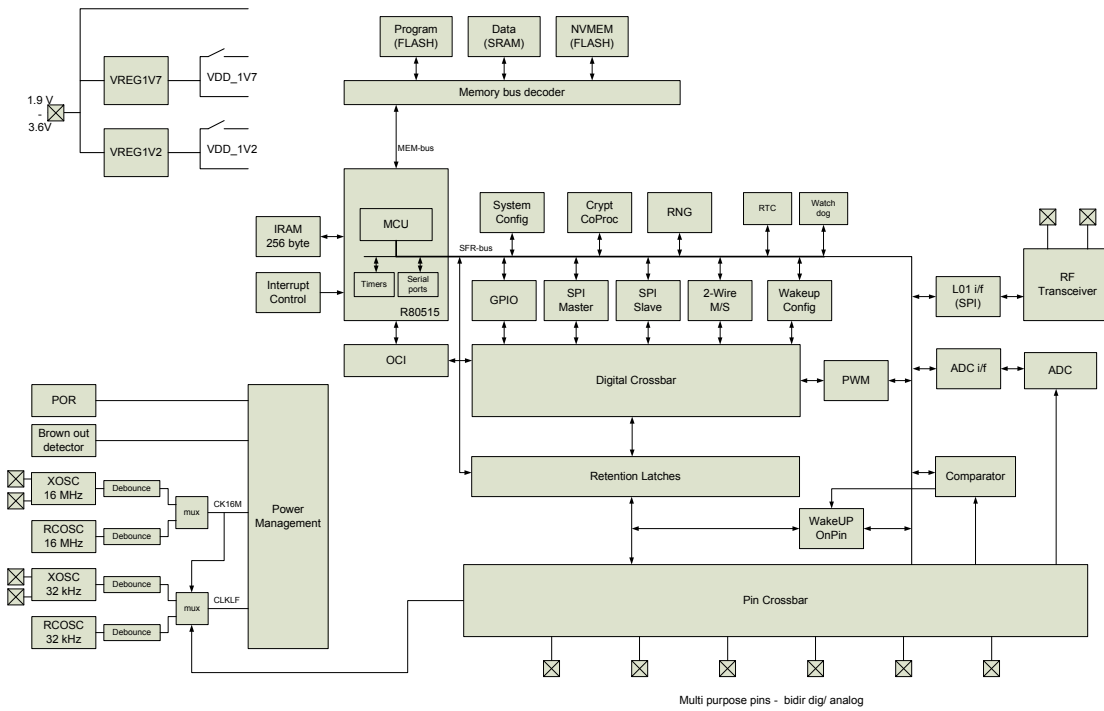 Program
(FLASH)
Data
(SRAM)
NVMEM
(FLASH)
VREG1V7
VDD_1V7
Memory bus decoder
1.9 V
-
3.6V
VREG1V2
VDD_1V2
MEM-bus
MCU
System
Config
Crypt
CoProc
RNG
RTC
Watch
dog
IRAM
256 byte
SFR-bus
Timers
Serial
ports
Interrupt
Control
R80515
GPIO
SPI
Master
SPI
Slave
2-Wire
M/S
Wakeup
Config
L01 i/f
(SPI)
RF
Transceiver
OCI
Digital Crossbar
PWM
ADC i/f
ADC
POR
Brown out
detector
XOSC
16 MHz
Debounce
mux
CK16M
RCOSC
16 MHz
Debounce
Power
Management
Retention Latches
Comparator
WakeUP
OnPin
XOSC
32 kHz
Debounce
mux
CLKLF
RCOSC
32 kHz
Debounce
Pin Crossbar
Multi purpose pins - bidir dig/ analog